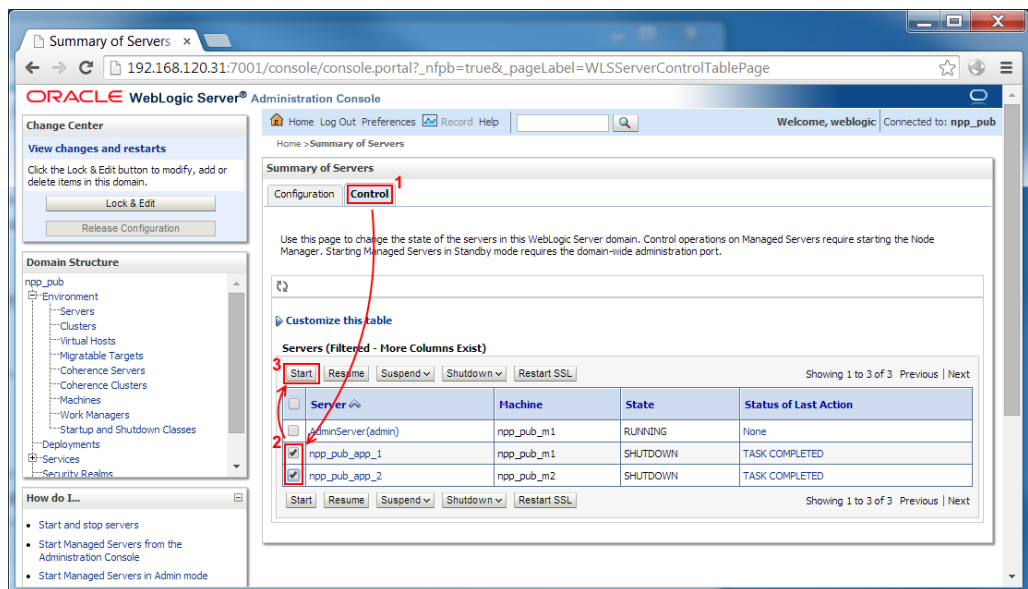 Summary of Servers ×
192.168.120.31:7001/console/console.portal?_nfpb=true&_pageLabel=WLSServerControlTablePage
ORACLE WebLogic Server® Administration Console
Change Center
View changes and restarts
Click the Lock & Edit button to modify, add or
delete items in this domain.
Lock & Edit
Release Configuration
Domain Structure
npp_pub
Environment
Servers
Clusters
Virtual Hosts
Migratable Targets
Coherence Servers
Coherence Clusters
Machines
Work Managers
Startup and Shutdown Classes
Deployments
Services
Security Realms
How do I...
Start and stop servers
Start Managed Servers from the
Administration Console
Start Managed Servers in Admin mode
Home Log Out Preferences Record Help
Welcome, weblogic Connected to: npp_pub
Home >Summary of Servers
Summary of Servers
Configuration Control 1
Use this page to change the state of the servers in this WebLogic Server domain. Control operations on Managed Servers require starting the Node
Manager. Starting Managed Servers in Standby mode requires the domain-wide administration port.
Customize this table
Servers (Filtered - More Columns Exist)
3 Start Resume Suspend Shutdown Restart SSL Showing 1 to 3 of 3 Previous | Next
Server Machine State Status of Last Action
AdminServer(admin) npp_pub_m1 RUNNING None
2 npp_pub_app_1 npp_pub_m1 SHUTDOWN TASK COMPLETED
npp_pub_app_2 npp_pub_m2 SHUTDOWN TASK COMPLETED
Start Resume Suspend Shutdown Restart SSL Showing 1 to 3 of 3 Previous | Next